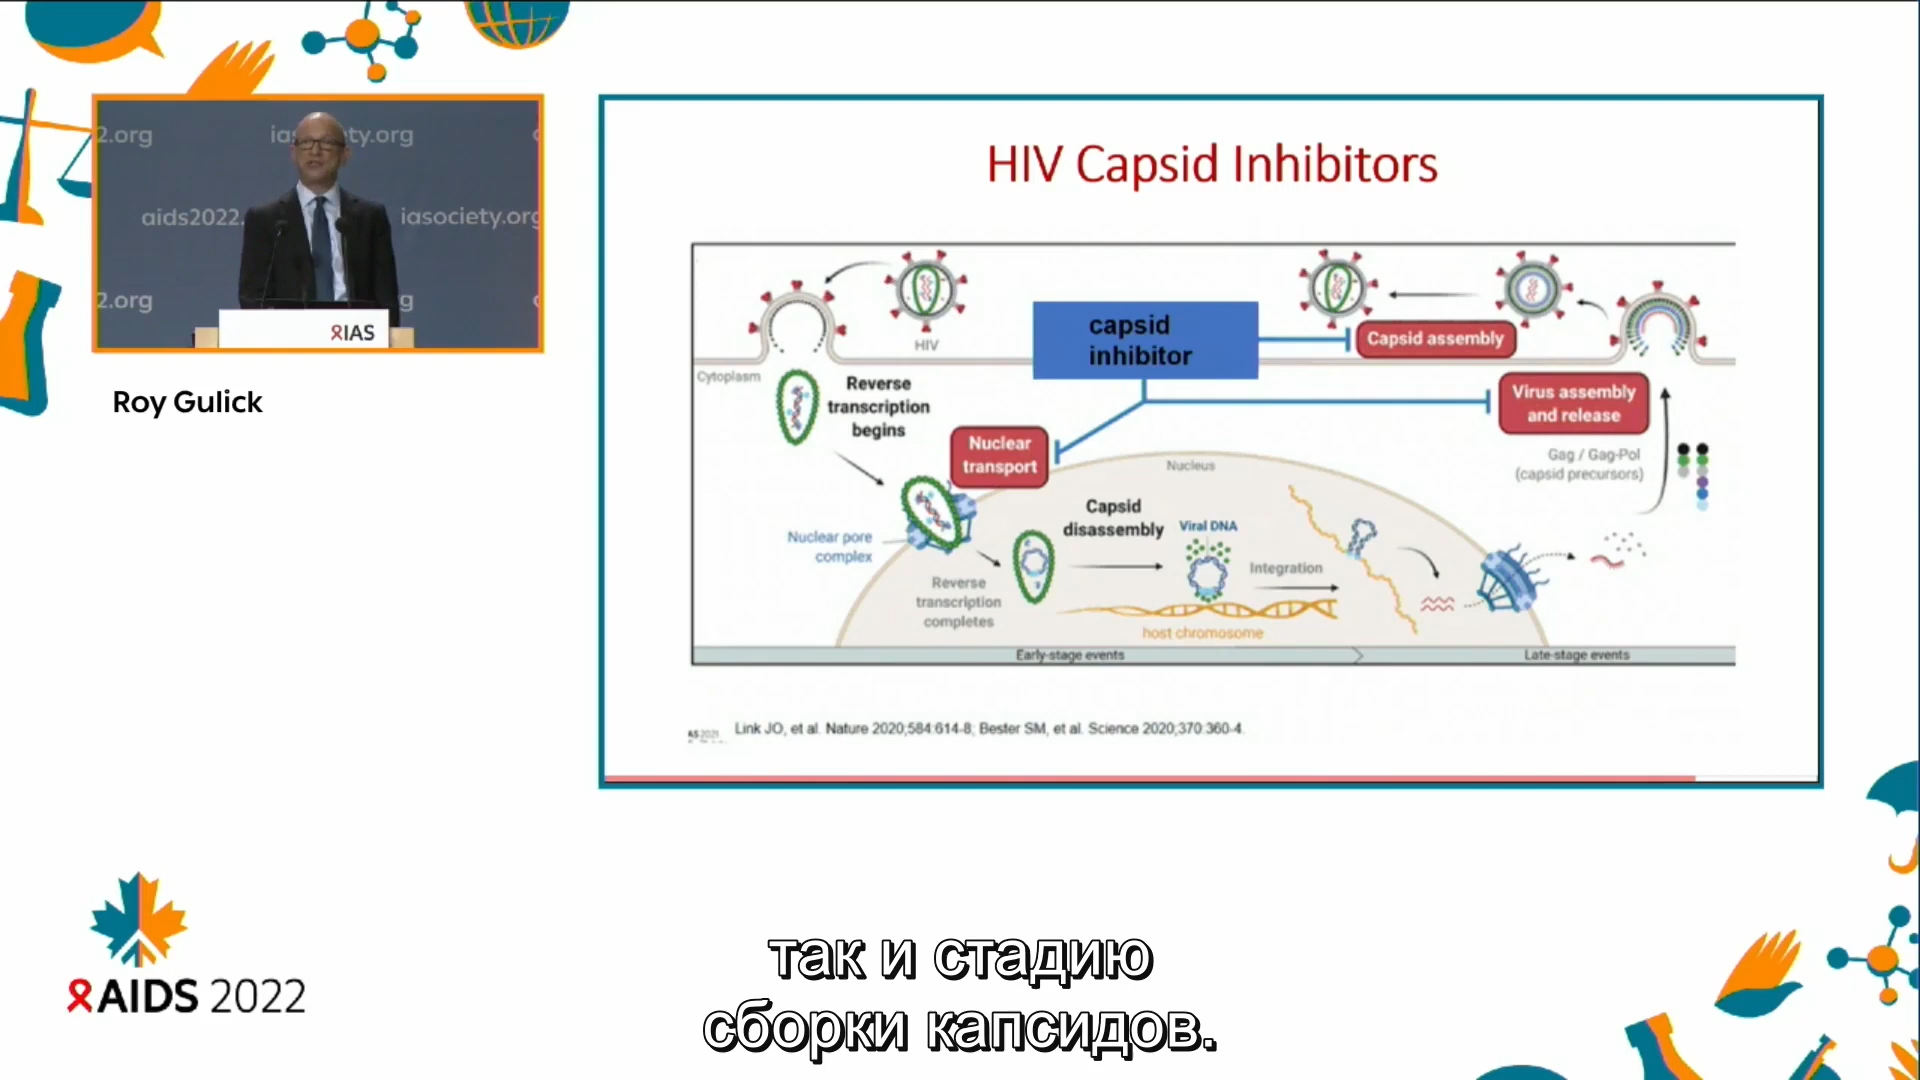 2.org
iasociety.org
aids2022.
iasociety.org
2.org
IAS
Roy Gulick
HIV Capsid Inhibitors
HIV
capsid
inhibitor
Capsid assembly
Cytoplasm
Reverse
transcription
begins
Virus assembly
and release
Nuclear
transport
Nucleus
Gag / Gag-Pol
(capsid precursors)
Nuclear pore
complex
Capsid
disassembly
Viral DNA
Integration
Reverse
transcription
completes
host chromosome
Early-stage events
Late-stage events
Link JO, et al. Nature 2020;584:614-8; Bester SM, et al. Science 2020;370:360-4.
AIDS 2022
так и стадию
сборки капсидов.